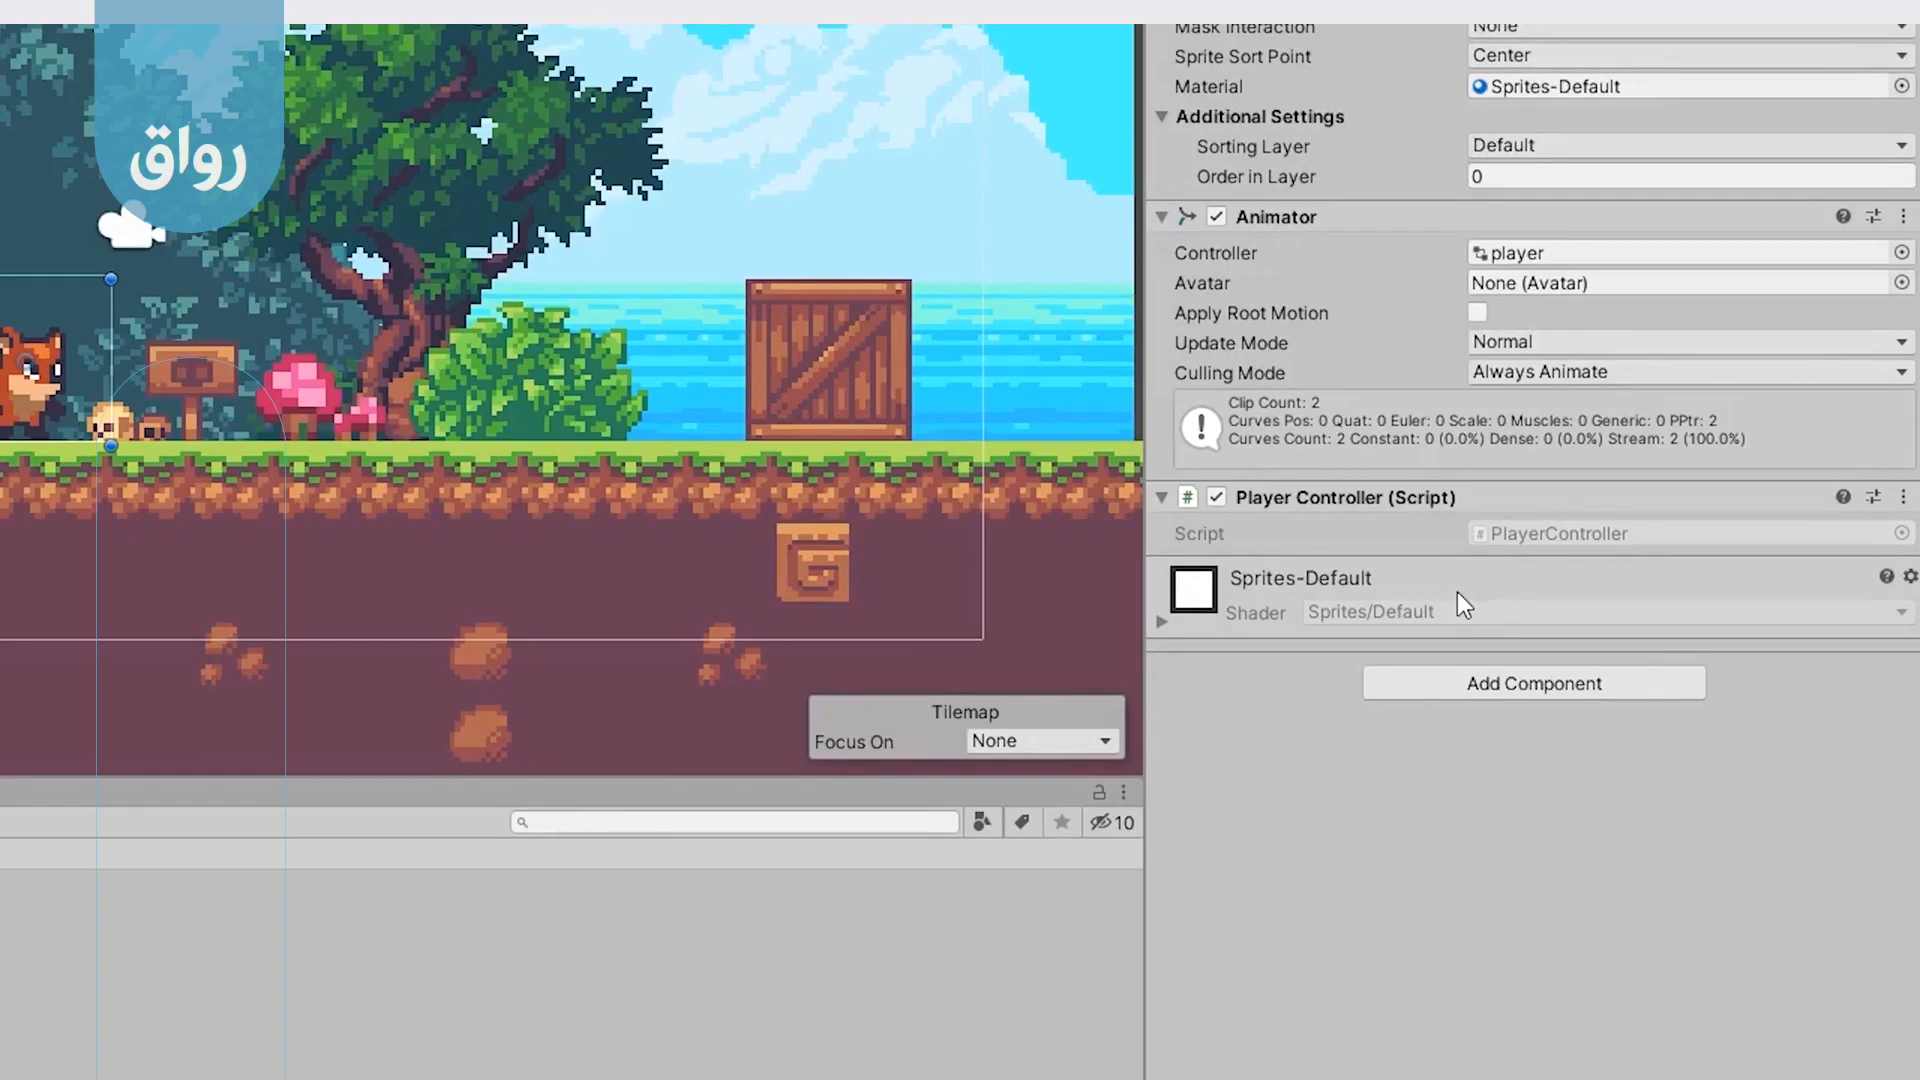 رواق
Mask Interaction None
Sprite Sort Point Center
Material Sprites-Default
Additional Settings
Sorting Layer Default
Order in Layer 0
Animator
Controller player
Avatar None (Avatar)
Apply Root Motion
Update Mode Normal
Culling Mode Always Animate
Clip Count: 2
Curves Pos: 0 Quat: 0 Euler: 0 Scale: 0 Muscles: 0 Generic: 0 PPtr: 2
Curves Count: 2 Constant: 0 (0.0%) Dense: 0 (0.0%) Stream: 2 (100.0%)
# Player Controller (Script)
Script PlayerController
Sprites-Default
Shader Sprites/Default
Add Component
Tilemap
Focus On None
10